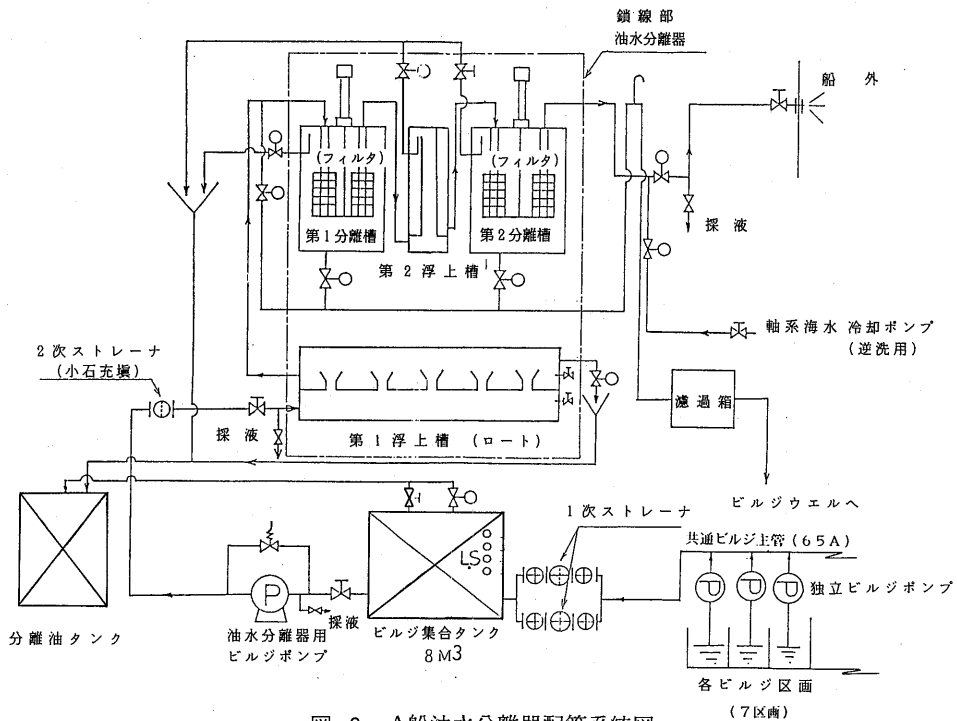 鎖線部
油水分離器
船外
(フィルタ)
(フィルタ)
第1分離槽
第2分離槽
採液
第2浮上槽
軸系海水 冷却ポンプ
(逆洗用)
2次ストレーナ
(小石充塡)
濾過箱
採液
第1浮上槽 (ロート)
ビルジウエルへ
1次ストレーナ
共通ビルジ主管(65A)
L.S
P
P
P
P
独立ビルジポンプ
採液
分離油タンク
油水分離器用
ビルジポンプ
ビルジ集合タンク
8M3
各ビルジ区画
(7区画)